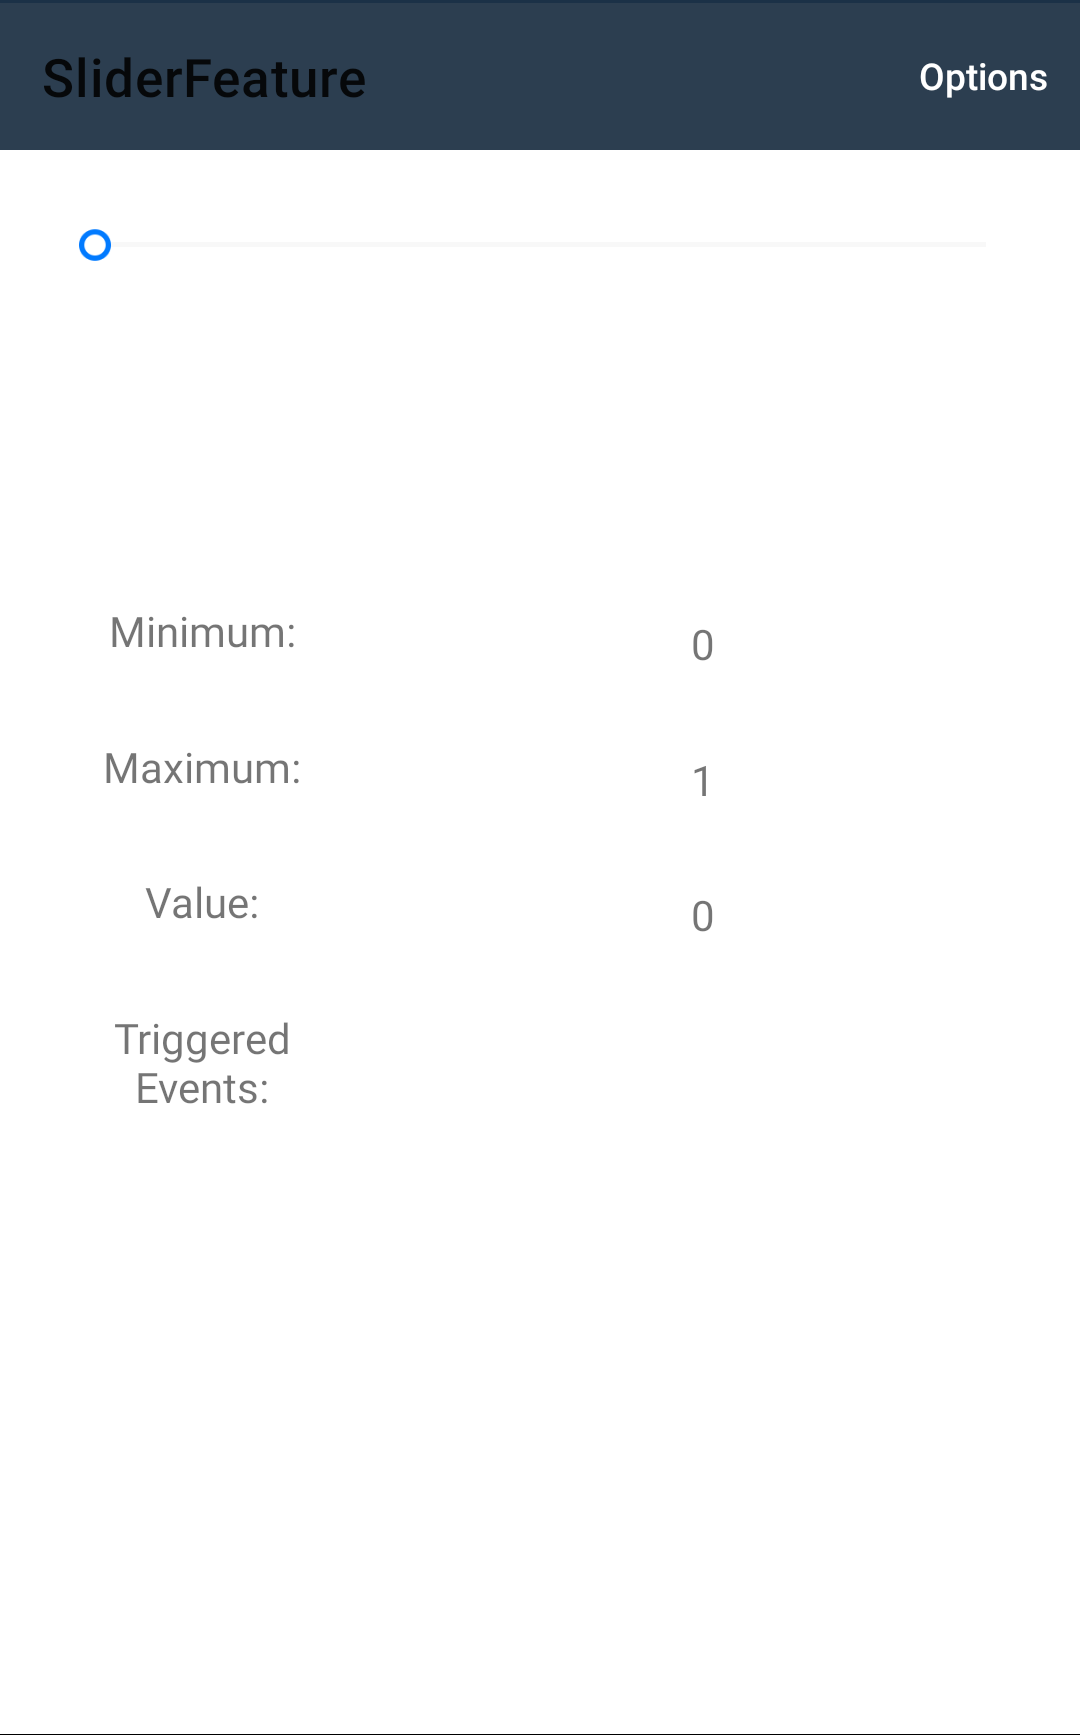 SliderFeature
Options
Minimum:
0
Maximum:
1
Value:
0
Triggered
Events: